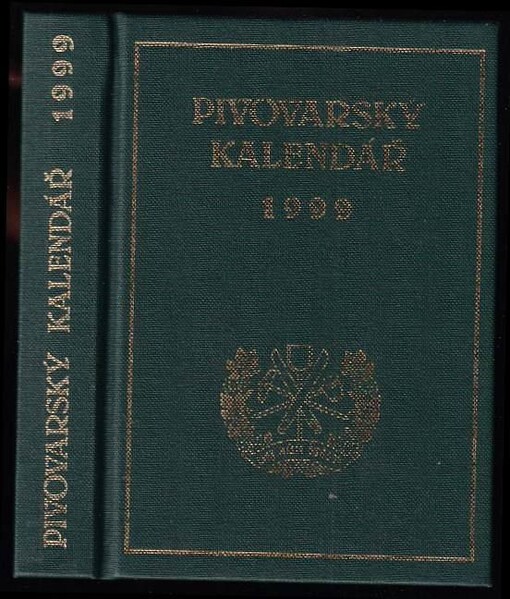 PIVOVARSKÝ KALENDÁŘ 1999
PIVOVARSKÝ
KALENDÁŘ
1999